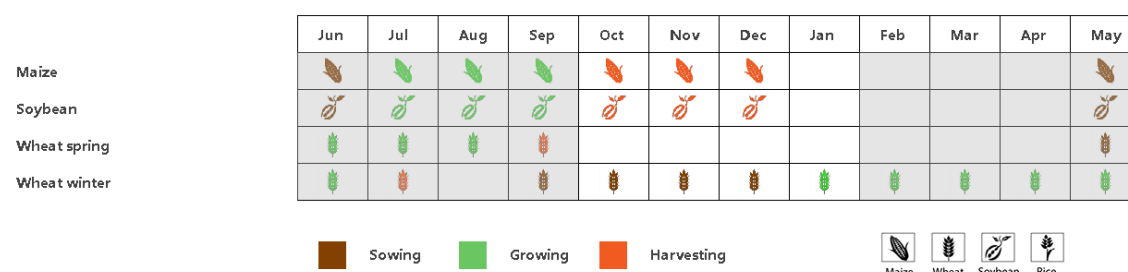 Jun Jul Aug Sep Oct Nov Dec Jan Feb Mar Apr May
Maize
Soybean
Wheat spring
Wheat winter
Sowing Growing Harvesting
Maize Wheat Soybean Rice